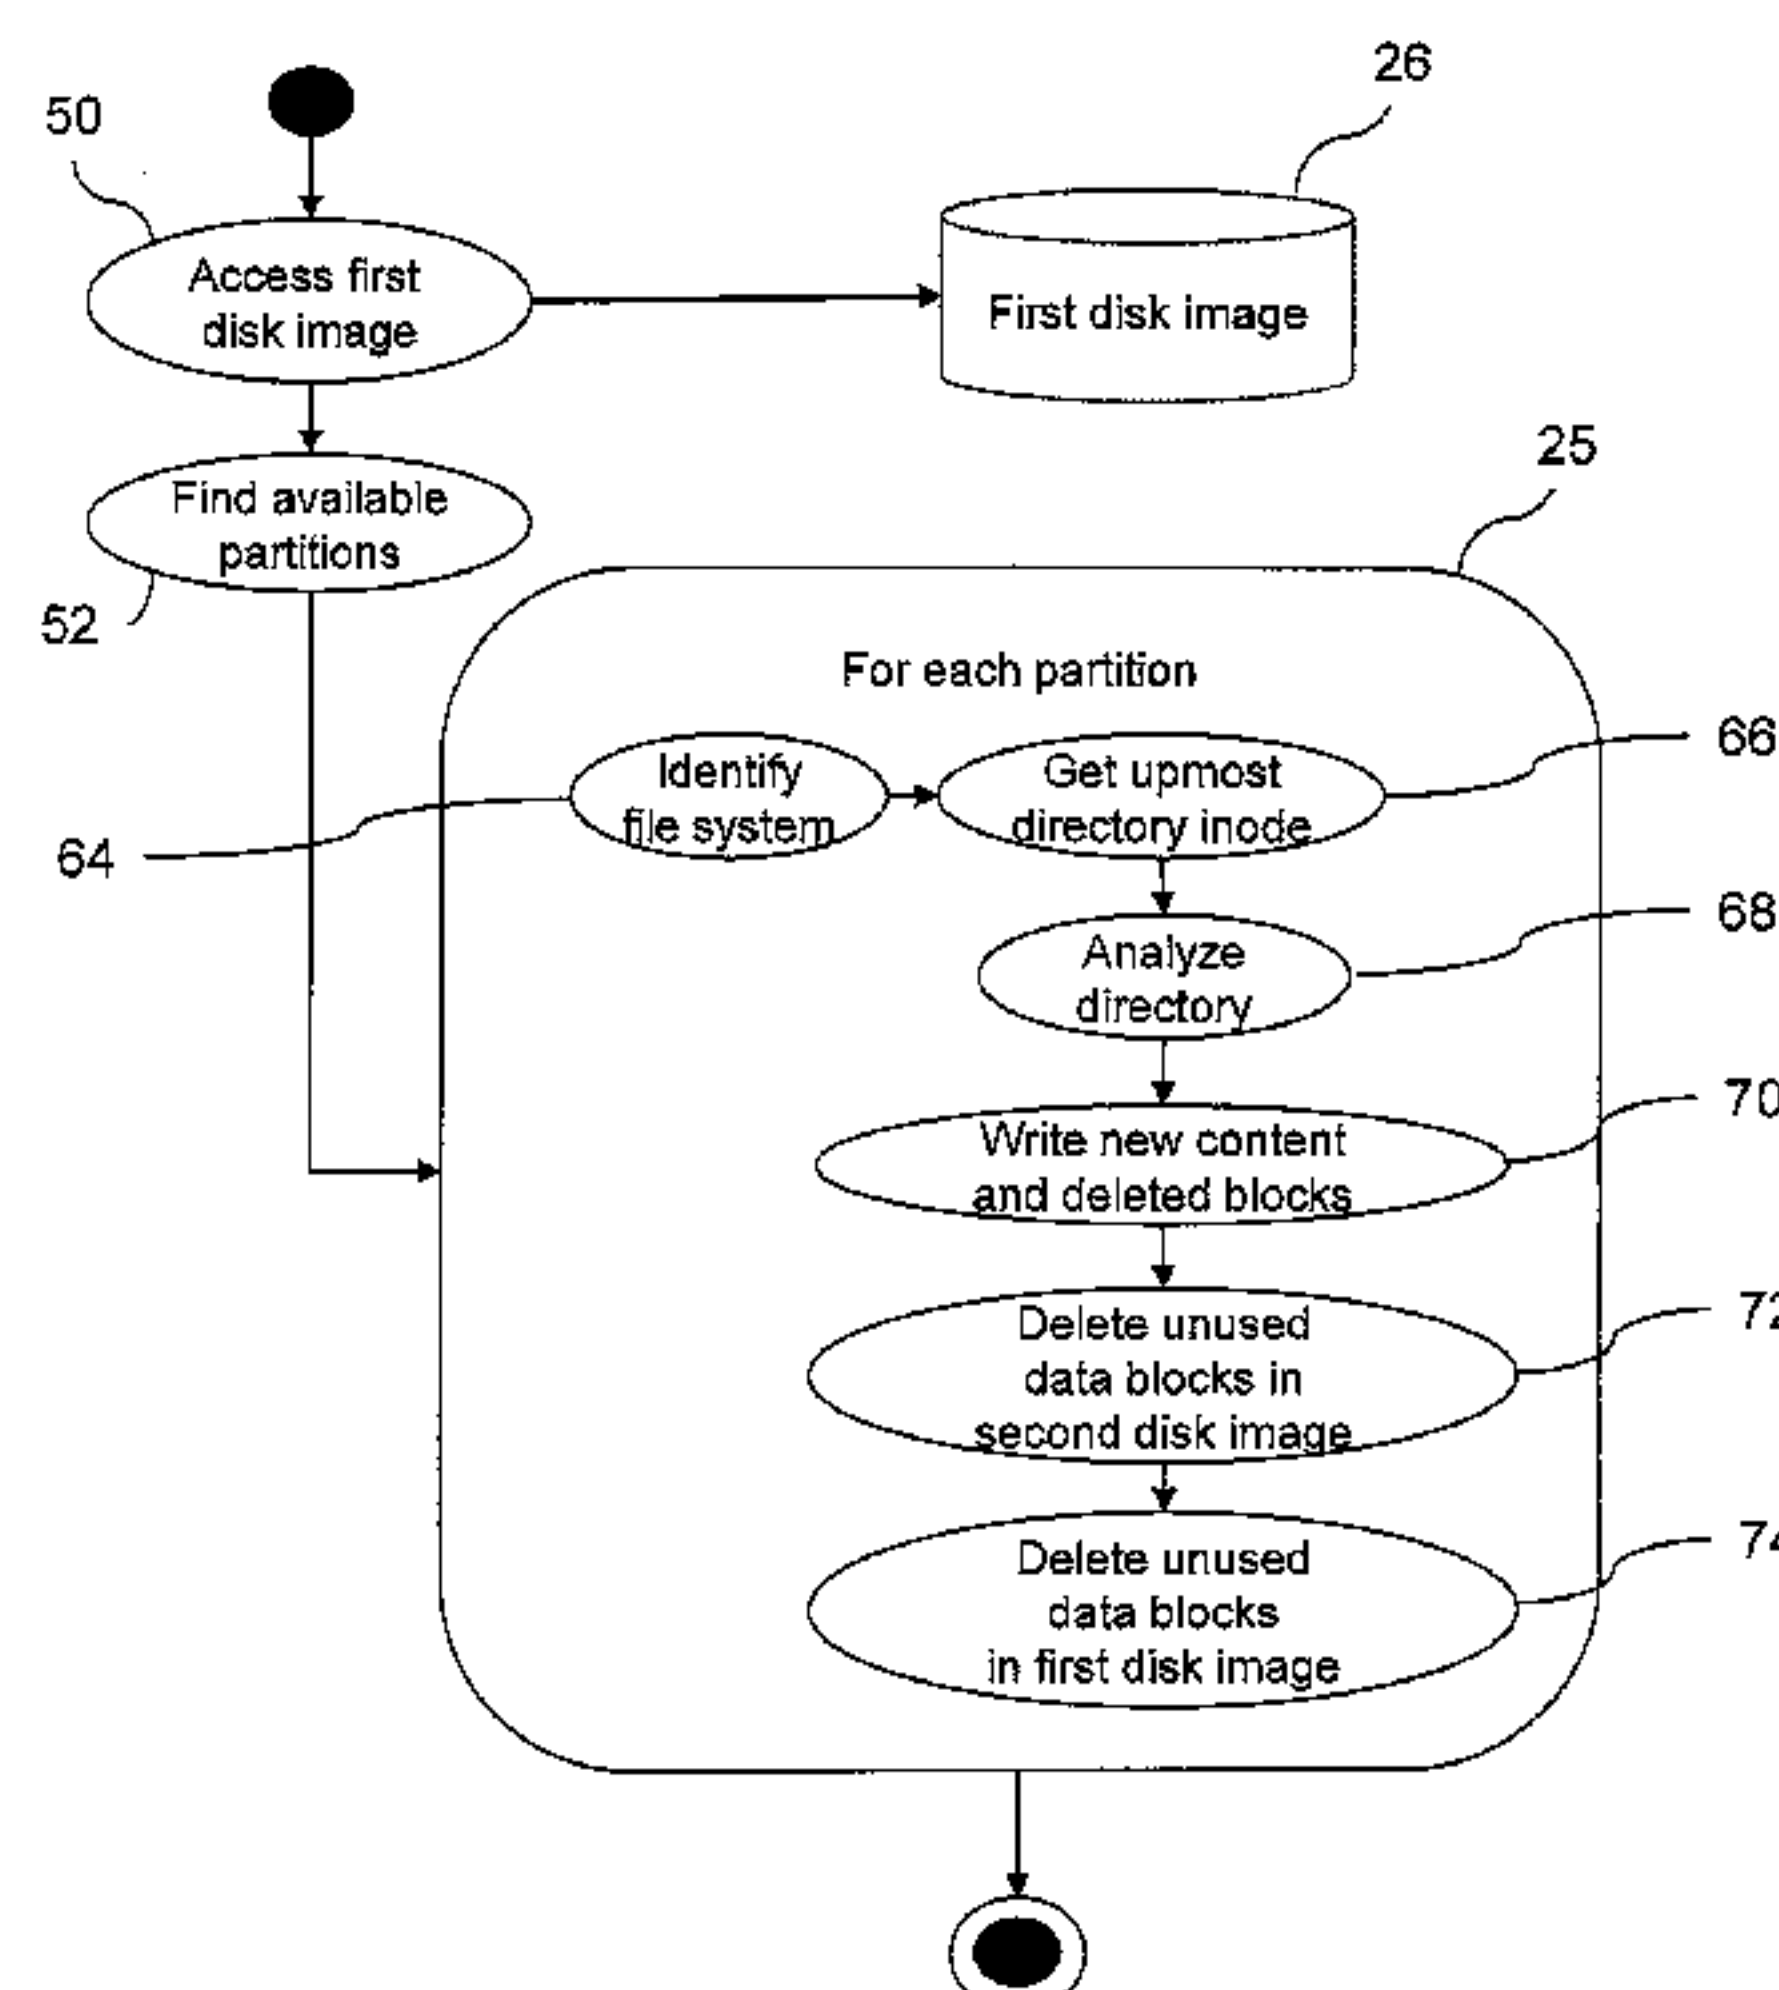 26
50
Access first
disk image
First disk image
25
Find available
partitions
52
For each partition
66
Identify
file system
Get upmost
directory inode
64
68
Analyze
directory
70
Write new content
and deleted blocks
72
Delete unused
data blocks in
second disk image
74
Delete unused
data blocks
in first disk image